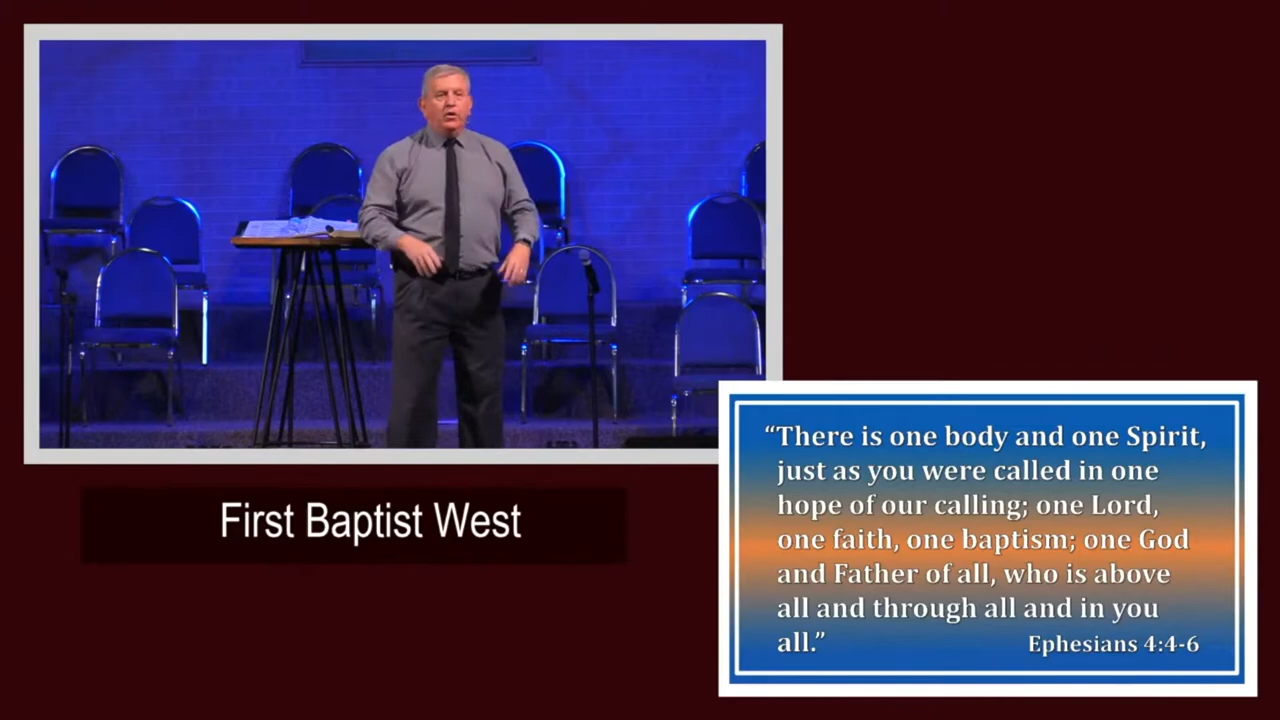 First Baptist West
“There is one body and one Spirit,
just as you were called in one
hope of our calling; one Lord,
one faith, one baptism; one God
and Father of all, who is above
all and through all and in you
all.” Ephesians 4:4-6